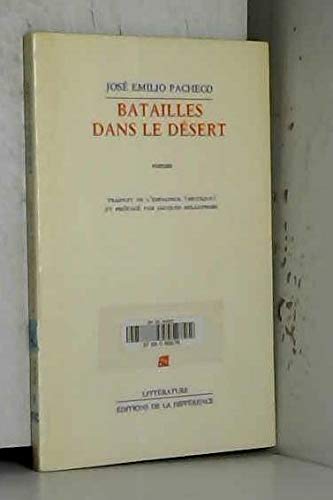 JOSÉ EMILIO PACHECO
BATAILLES
DANS LE DÉSERT
roman
TRADUIT DE L'ESPAGNOL (MEXIQUE)
ET PRÉFACÉ PAR JACQUES BELLEFROID
LITTÉRATURE
ÉDITIONS DE LA DIFFÉRENCE